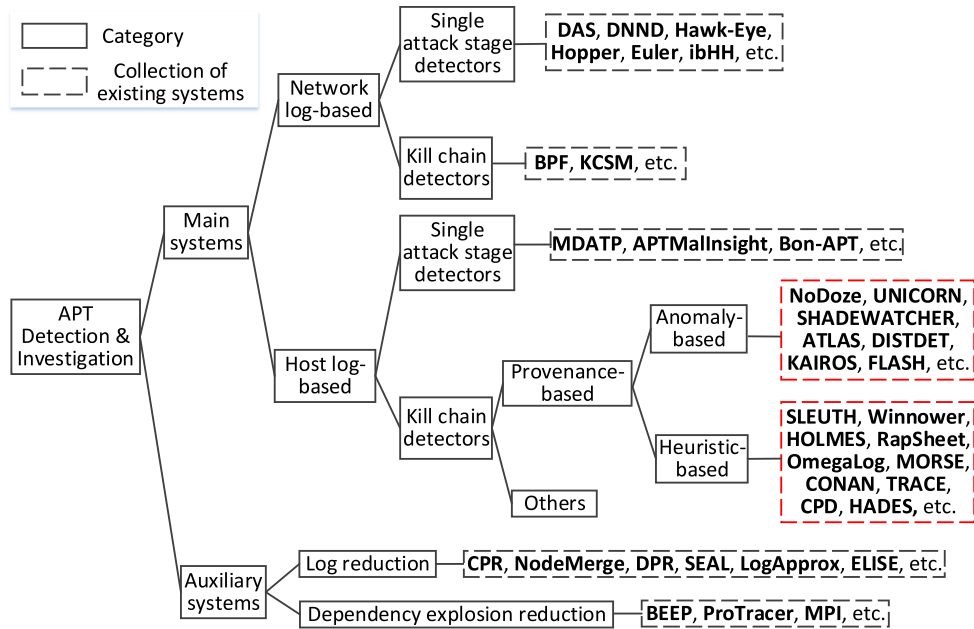 Category
Collection of
existing systems
APT
Detection &
Investigation
Main
systems
Network
log-based
Single
attack stage
detectors
DAS, DNND, Hawk-Eye,
Hopper, Euler, ibHH, etc.
Kill chain
detectors
BPF, KCSM, etc.
Host log-
based
Single
attack stage
detectors
MDATP, APTMalInsight, Bon-APT, etc.
Kill chain
detectors
Provenance-
based
Anomaly-
based
NoDoze, UNICORN,
SHADEWATCHER,
ATLAS, DISTDET,
KAIROS, FLASH, etc.
Heuristic-
based
SLEUTH, Winnower,
HOLMES, RapSheet,
OmegaLog, MORSE,
CONAN, TRACE,
CPD, HADES, etc.
Others
Auxiliary
systems
Log reduction
CPR, NodeMerge, DPR, SEAL, LogApprox, ELISE, etc.
Dependency explosion reduction
BEEP, ProTracer, MPI, etc.